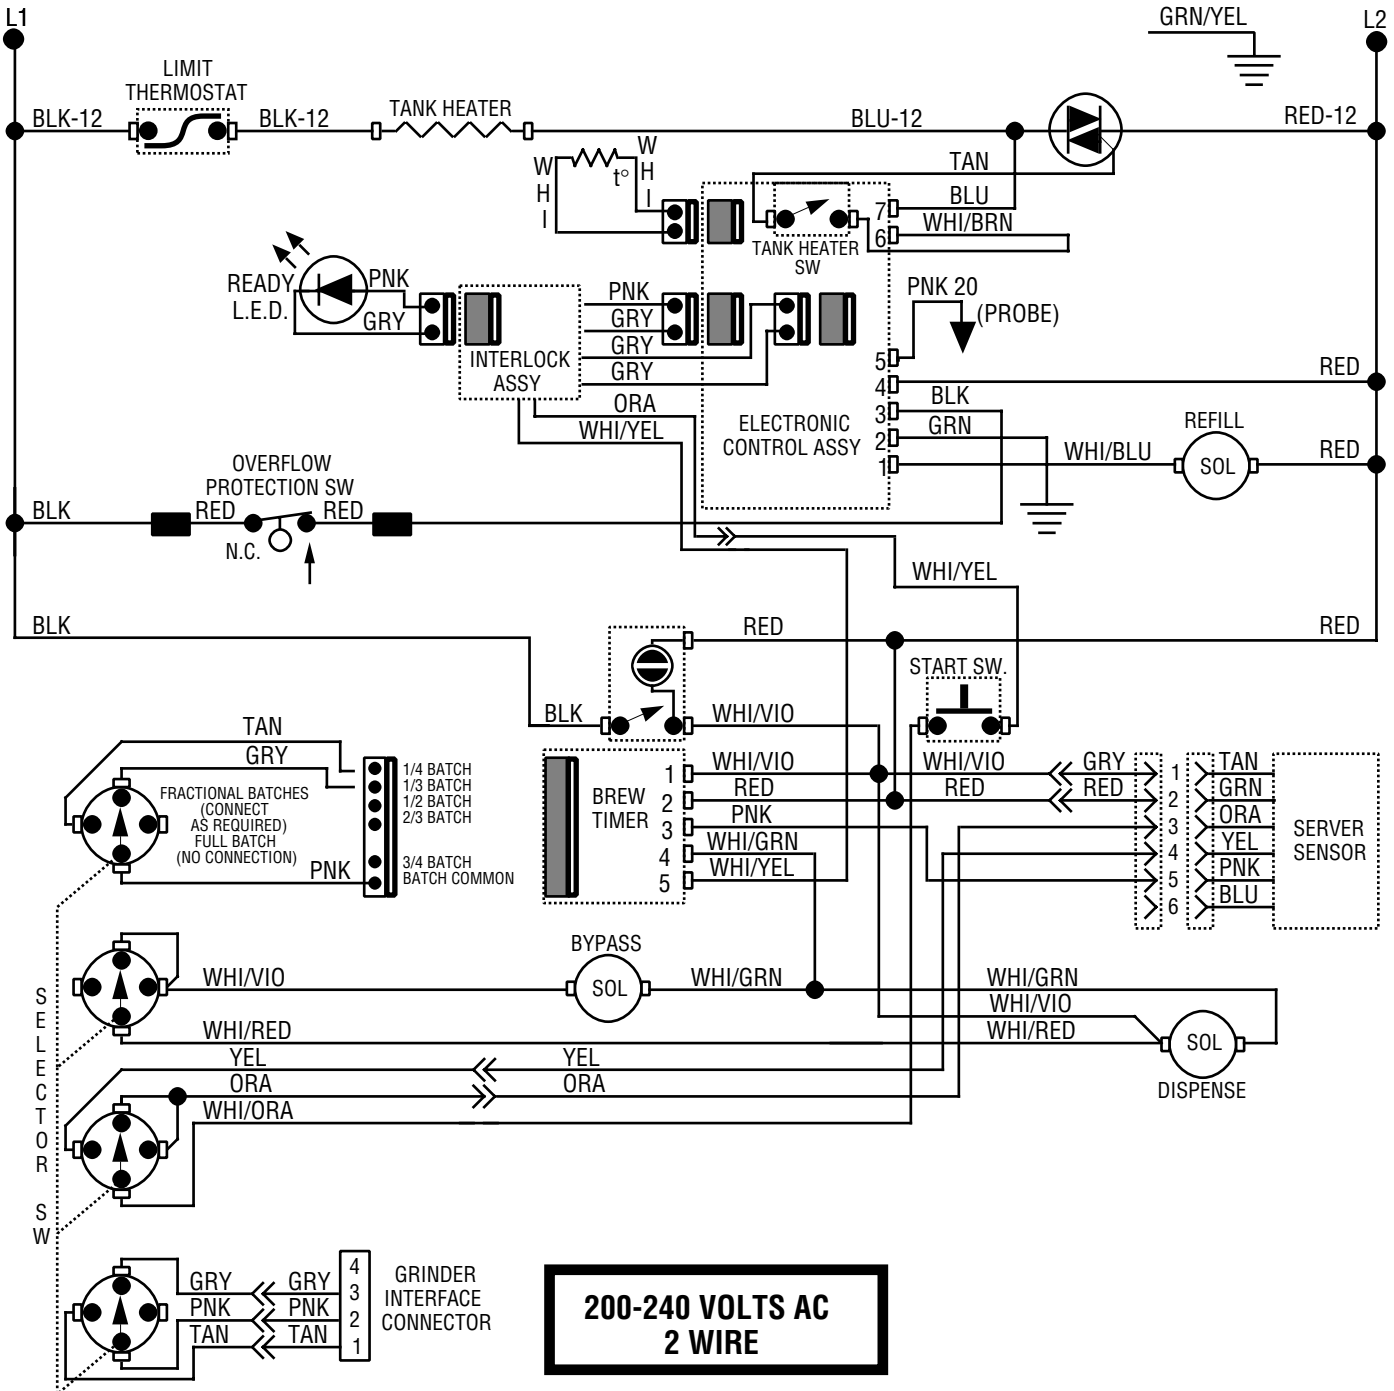 L1
GRN/YEL
L2
LIMIT
THERMOSTAT
BLK-12
BLK-12
TANK HEATER
BLU-12
RED-12
WHI
t°
WHI
TAN
BLU
7
WHI/BRN
6
TANK HEATER
SW
READY
L.E.D.
PNK
GRY
PNK
GRY
GRY
GRY
INTERLOCK
ASSY
PNK 20
(PROBE)
5
4
RED
3
BLK
2
GRN
1
ELECTRONIC
CONTROL ASSY
ORA
WHI/YEL
WHI/BLU
REFILL
SOL
RED
OVERFLOW
PROTECTION SW
BLK
RED
RED
N.C.
WHI/YEL
BLK
RED
RED
START SW.
BLK
WHI/VIO
TAN
GRY
FRACTIONAL BATCHES
(CONNECT
AS REQUIRED)
FULL BATCH
(NO CONNECTION)
PNK
1/4 BATCH
1/3 BATCH
1/2 BATCH
2/3 BATCH
3/4 BATCH
BATCH COMMON
BREW
TIMER
1
2
3
4
5
WHI/VIO
RED
PNK
WHI/GRN
WHI/YEL
WHI/VIO
RED
GRY
RED
1
2
3
4
5
6
TAN
GRN
ORA
YEL
PNK
BLU
SERVER
SENSOR
BYPASS
SOL
WHI/VIO
WHI/GRN
WHI/GRN
WHI/VIO
WHI/RED
WHI/RED
SOL
DISPENSE
YEL
YEL
ORA
ORA
WHI/ORA
SELECTOR SW
GRY
GRY
PNK
PNK
TAN
TAN
4
3
2
1
GRINDER
INTERFACE
CONNECTOR
200-240 VOLTS AC
2 WIRE